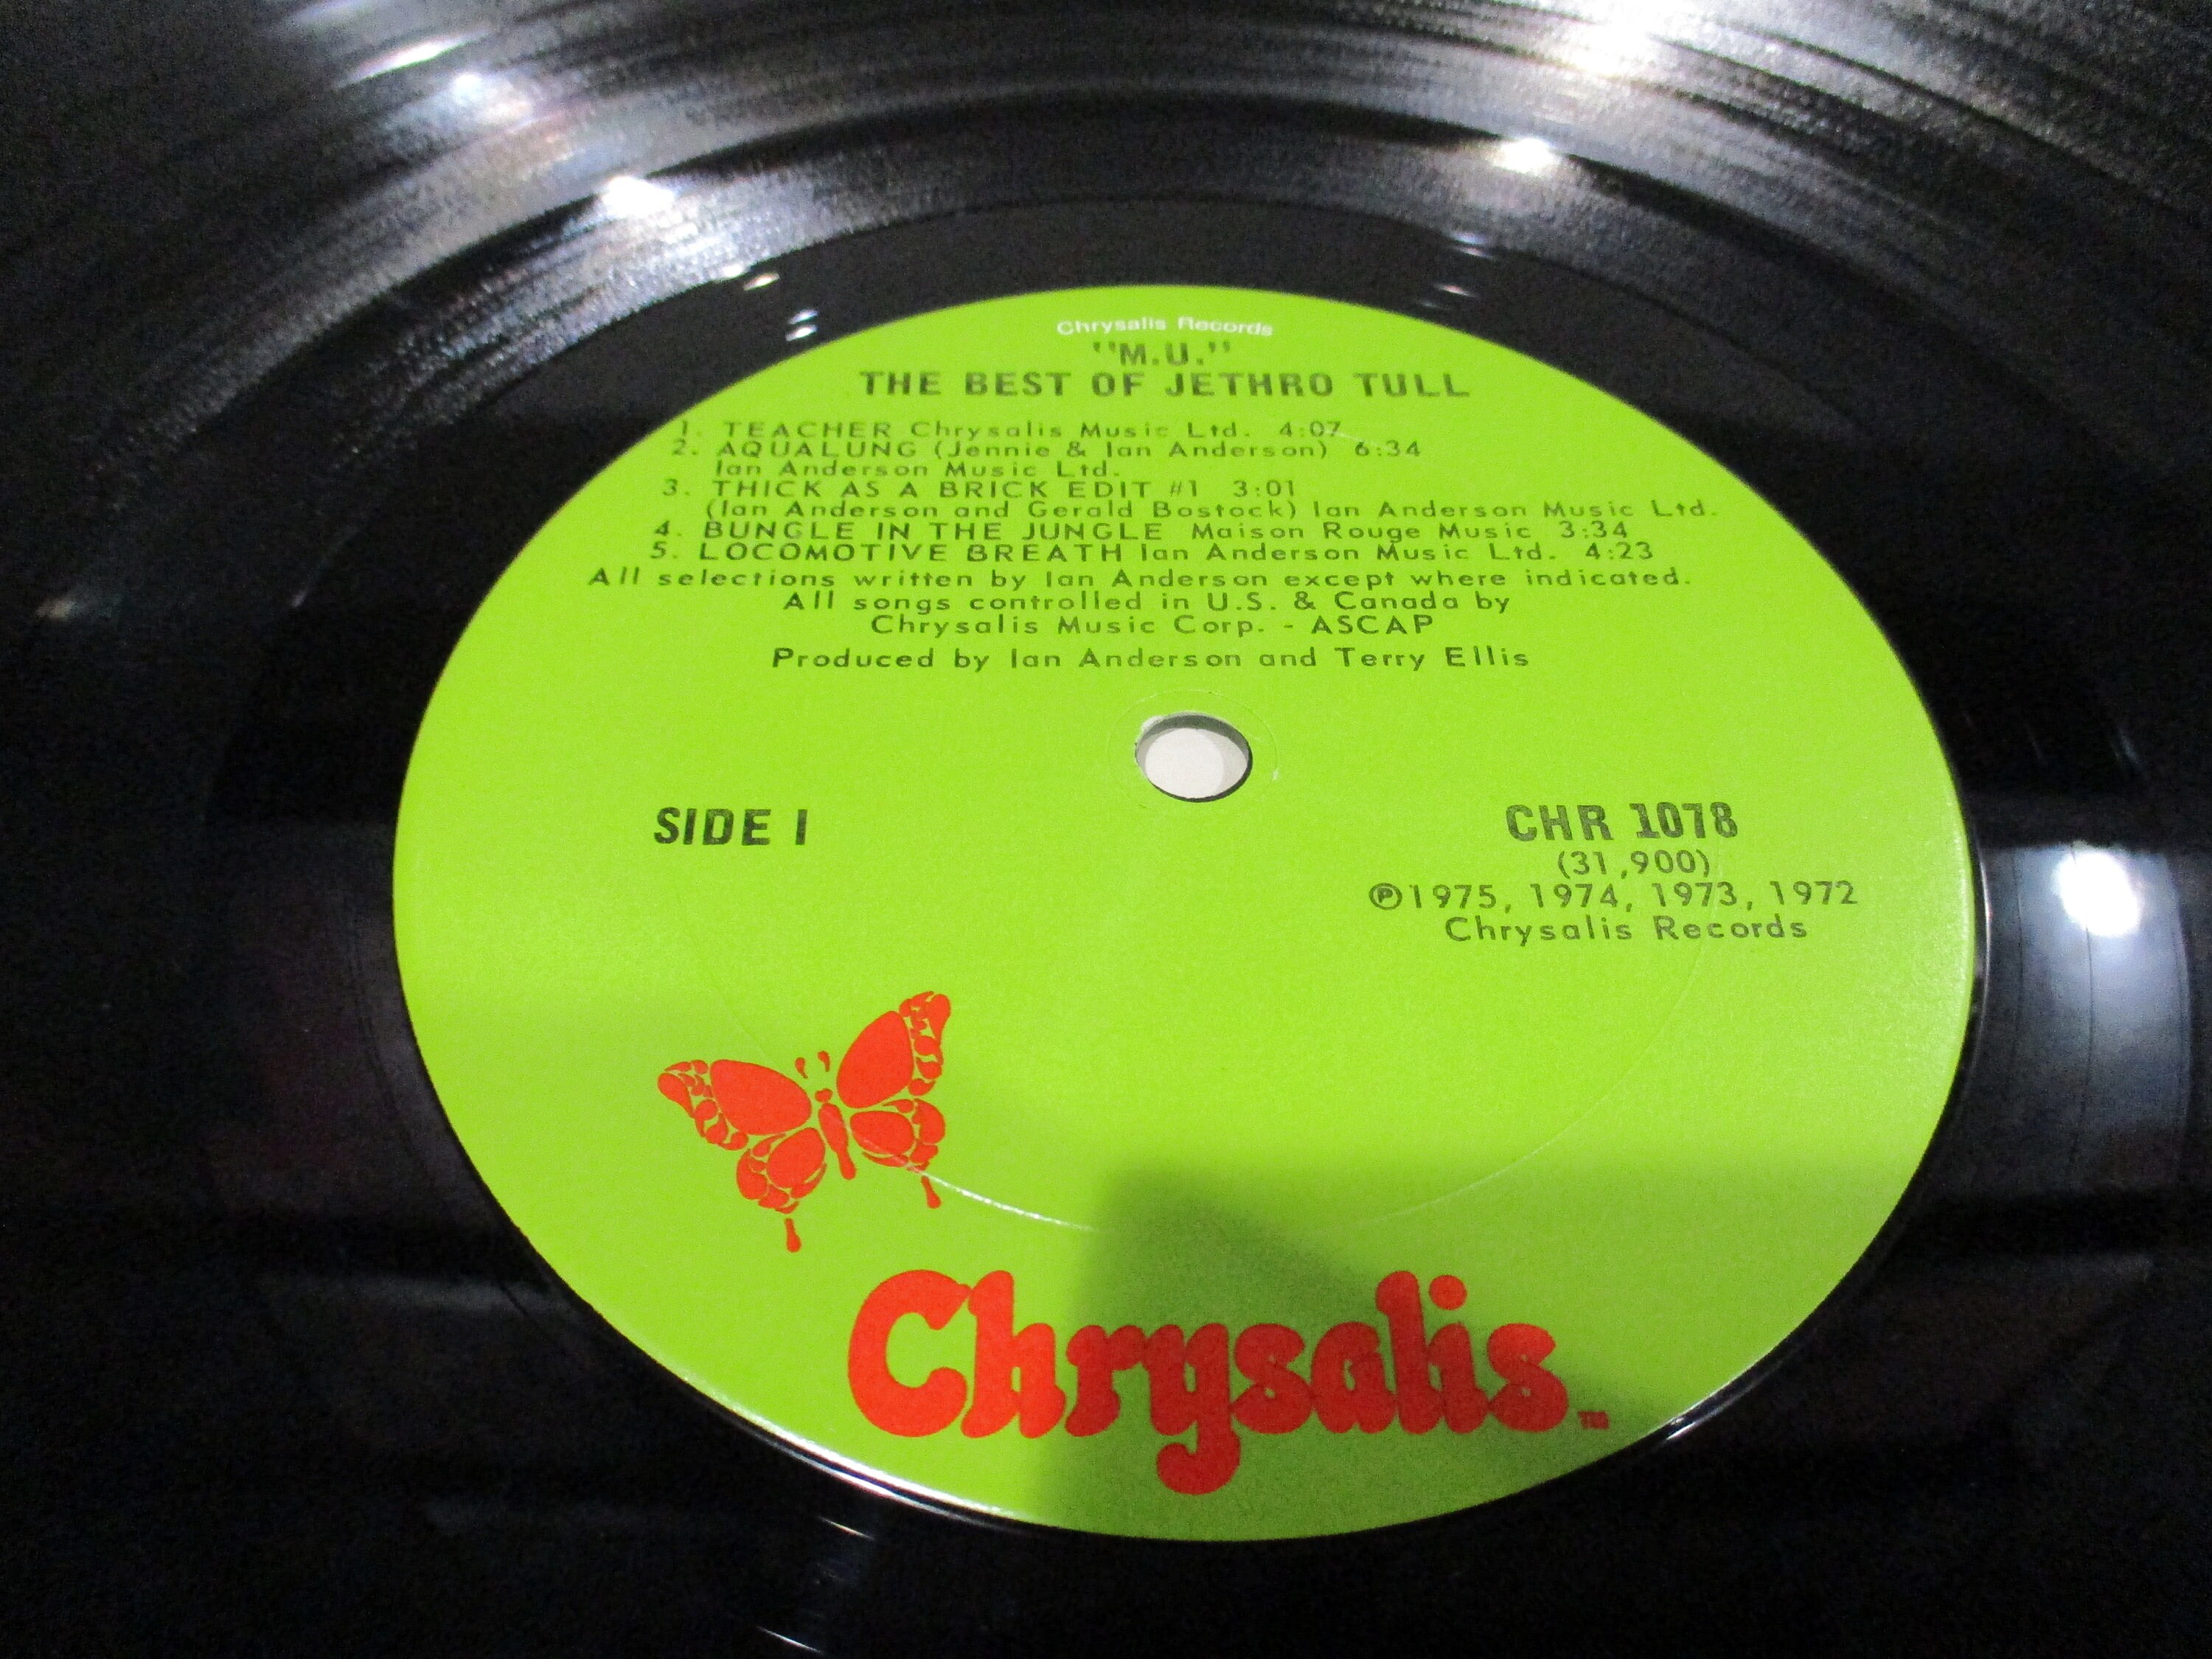 Chrysalis Records
"M.U."
THE BEST OF JETHRO TULL
1. TEACHER Chrysalis Music Ltd. 4:07
2. AQUALUNG (Jennie & Ian Anderson) 6:34
Ian Anderson Music Ltd.
3. THICK AS A BRICK EDIT #1 3:01
(Ian Anderson and Gerald Bostock) Ian Anderson Music Ltd.
4. BUNGLE IN THE JUNGLE Maison Rouge Music 3:34
5. LOCOMOTIVE BREATH Ian Anderson Music Ltd. 4:23
All selections written by Ian Anderson except where indicated.
All songs controlled in U.S. & Canada by
Chrysalis Music Corp. - ASCAP
Produced by Ian Anderson and Terry Ellis
SIDE I
CHR 1078
(31,900)
Ⓟ1975, 1974, 1973, 1972
Chrysalis Records
Chrysalis™